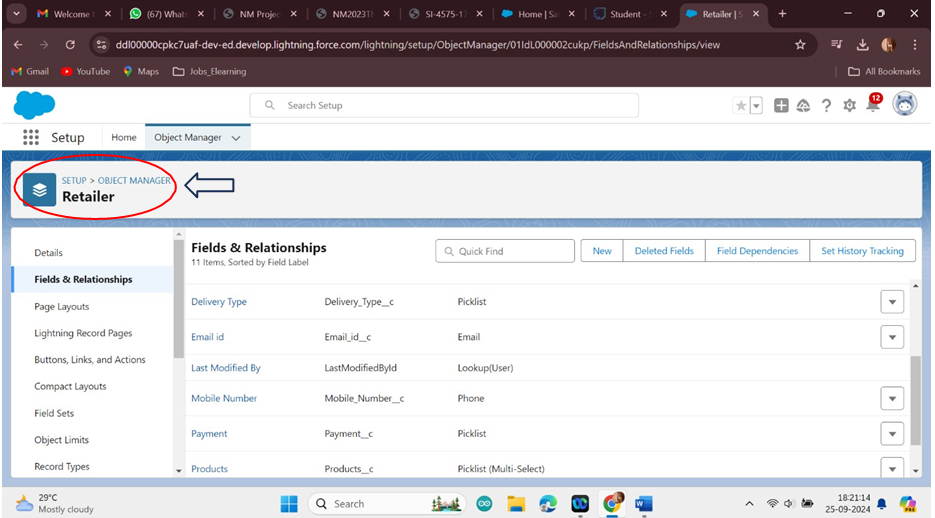 Welcome t
(67) Whats
NM Proje
NM2023T
SI-4575-1
Home | Sa
Student -
Retailer | S
ddl00000cpkc7uaf-dev-ed.develop.lightning.force.com/lightning/setup/ObjectManager/01IdL000002cukp/FieldsAndRelationships/view
Gmail YouTube Maps Jobs_Elearning All Bookmarks
Search Setup
12
Setup Home Object Manager
SETUP > OBJECT MANAGER
Retailer
Details
Fields & Relationships
Page Layouts
Lightning Record Pages
Buttons, Links, and Actions
Compact Layouts
Field Sets
Object Limits
Record Types
Fields & Relationships
11 Items, Sorted by Field Label
Quick Find
New Deleted Fields Field Dependencies Set History Tracking
Delivery Type Delivery_Type__c Picklist
Email id Email_id__c Email
Last Modified By LastModifiedById Lookup(User)
Mobile Number Mobile_Number__c Phone
Payment Payment__c Picklist
Products Products__c Picklist (Multi-Select)
29°C
Mostly cloudy
Search
18:21:14
25-09-2024